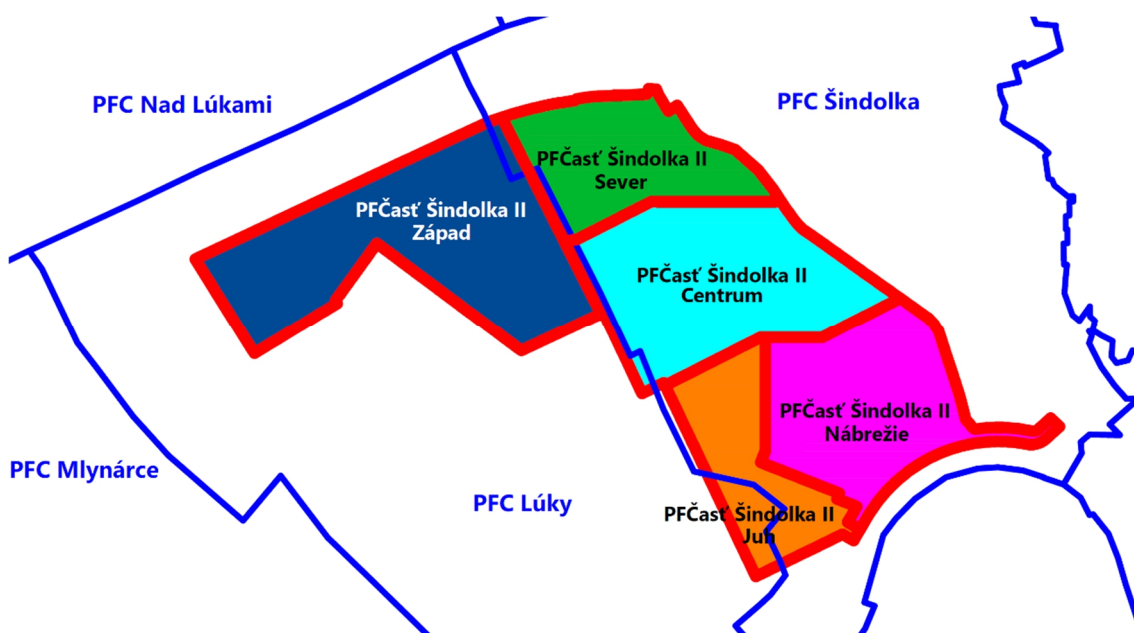 PFC Nad Lúkami
PFC Šindolka
PFČasť Šindolka II
Sever
PFČasť Šindolka II
Západ
PFČasť Šindolka II
Centrum
PFČasť Šindolka II
Nábrežie
PFC Mlynárce
PFC Lúky
PFČasť Šindolka II
Juh